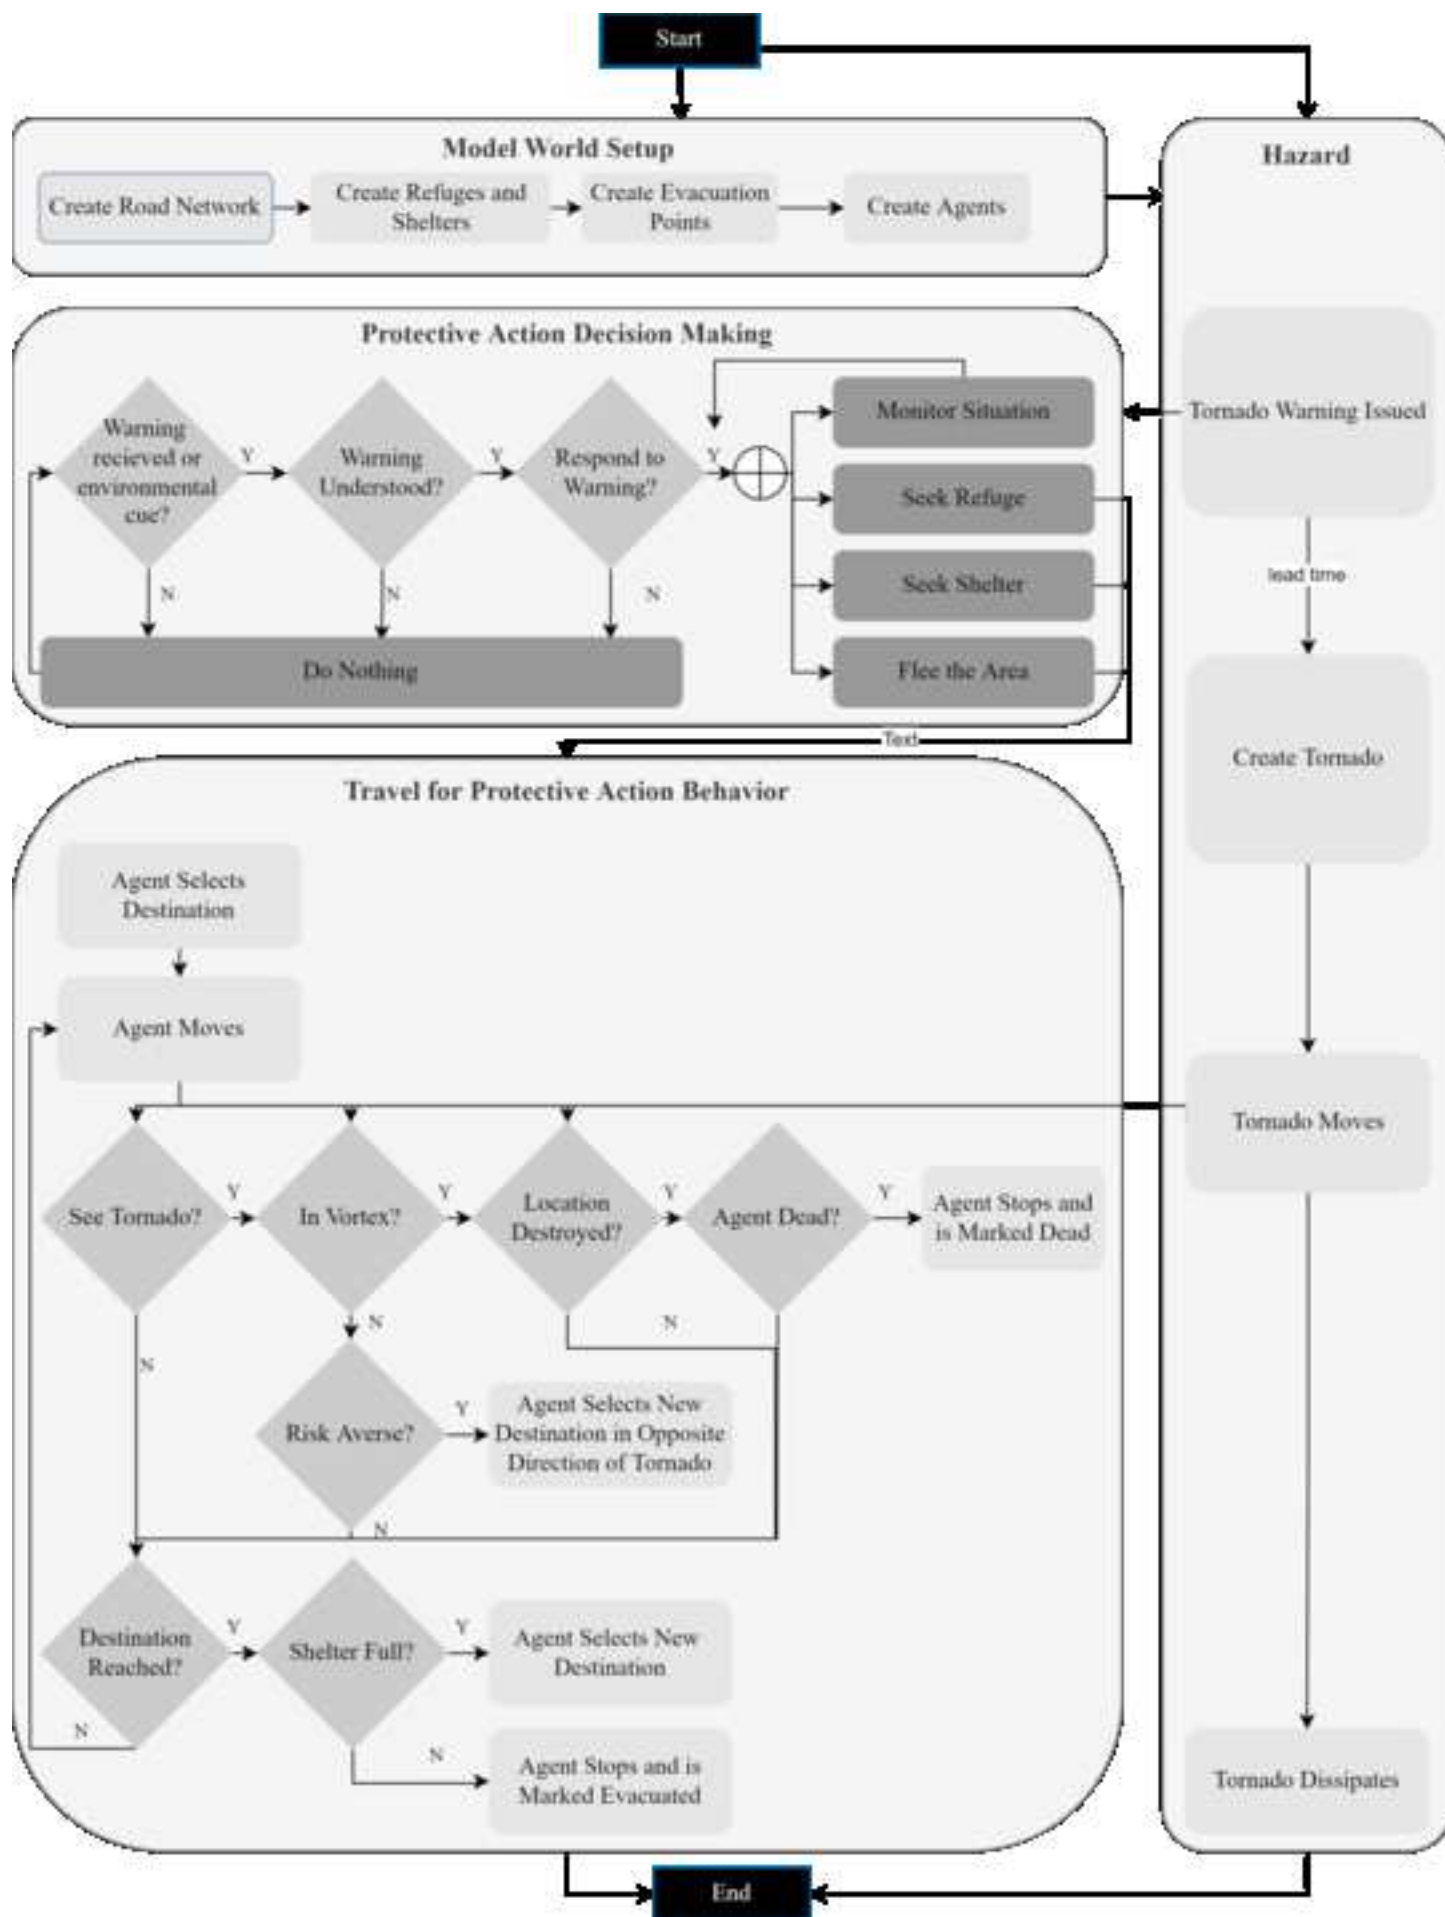 Start
Model World Setup
Create Road Network
Create Refuges and
Shelters
Create Evacuation
Points
Create Agents
Hazard
Tornado Warning Issued
lead time
Create Tornado
Tornado Moves
Tornado Dissipates
Protective Action Decision Making
Warning
recieved or
environmental
cue?
Y
N
Warning
Understood?
Y
N
Respond to
Warning?
Y
N
Do Nothing
Monitor Situation
Seek Refuge
Seek Shelter
Flee the Area
Text
Travel for Protective Action Behavior
Agent Selects
Destination
Agent Moves
See Tornado?
Y
N
In Vortex?
Y
N
Location
Destroyed?
Y
N
Agent Dead?
Y
Agent Stops and
is Marked Dead
Risk Averse?
Y
N
Agent Selects New
Destination in Opposite
Direction of Tornado
Destination
Reached?
Y
N
Shelter Full?
Y
N
Agent Selects New
Destination
Agent Stops and is
Marked Evacuated
End